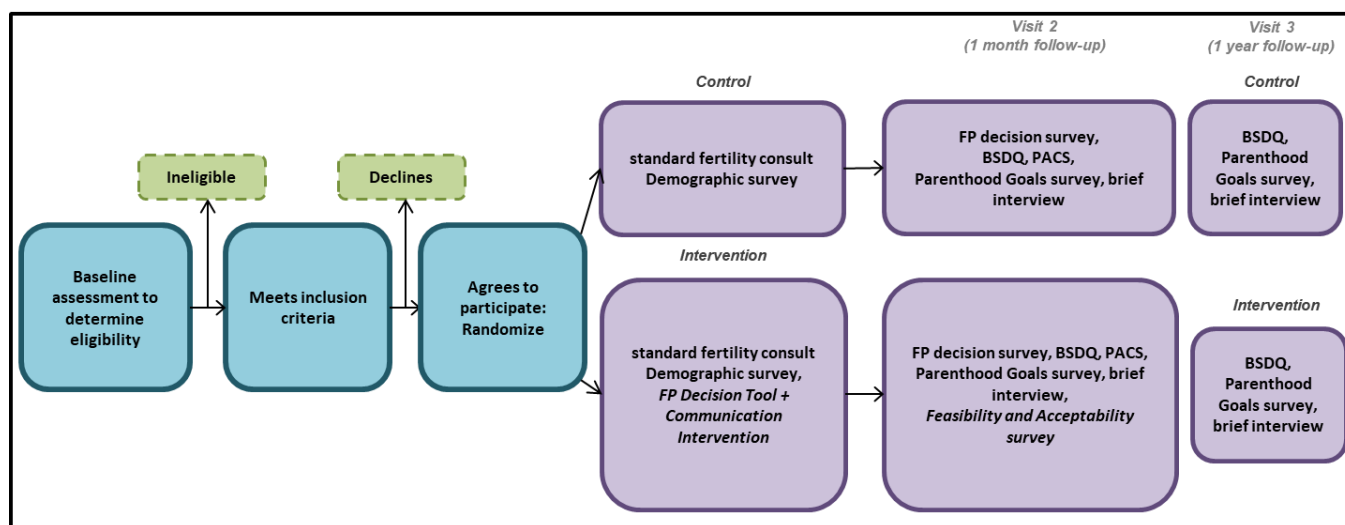 Visit 2
(1 month follow-up)
Visit 3
(1 year follow-up)
Control
Control
Ineligible
Declines
standard fertility consult
Demographic survey
FP decision survey,
BSDQ, PACS,
Parenthood Goals survey, brief
interview
BSDQ,
Parenthood
Goals survey,
brief interview
Baseline
assessment to
determine
eligibility
Meets inclusion
criteria
Agrees to
participate:
Randomize
Intervention
Intervention
standard fertility consult
Demographic survey,
FP Decision Tool +
Communication
Intervention
FP decision survey, BSDQ, PACS,
Parenthood Goals survey, brief
interview,
Feasibility and Acceptability
survey
BSDQ,
Parenthood
Goals survey,
brief interview